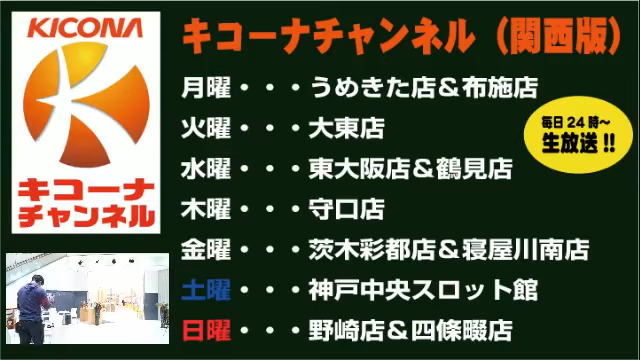 KICONA
キコーナ
チャンネル
キコーナチャンネル（関西版）
月曜・・・うめきた店＆布施店
火曜・・・大東店
水曜・・・東大阪店＆鶴見店
木曜・・・守口店
金曜・・・茨木彩都店＆寝屋川南店
土曜・・・神戸中央スロット館
日曜・・・野崎店＆四條畷店
毎日24時～
生放送!!